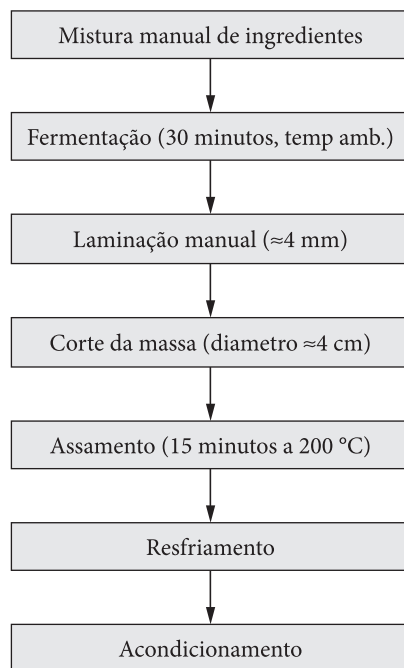 Mistura manual de ingredientes
Fermentação (30 minutos, temp amb.)
Laminação manual (≈4 mm)
Corte da massa (diametro ≈4 cm)
Assamento (15 minutos a 200 °C)
Resfriamento
Acondicionamento